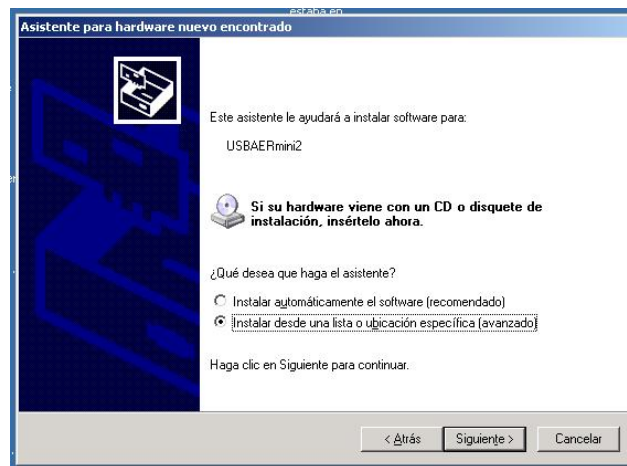 estaba en
Asistente para hardware nuevo encontrado
Este asistente le ayudará a instalar software para:
USBAERmini2
Si su hardware viene con un CD o disquete de
instalación, insértelo ahora.
¿Qué desea que haga el asistente?
Instalar automáticamente el software (recomendado)
Instalar desde una lista o ubicación específica (avanzado)
Haga clic en Siguiente para continuar.
< Atrás Siguiente > Cancelar